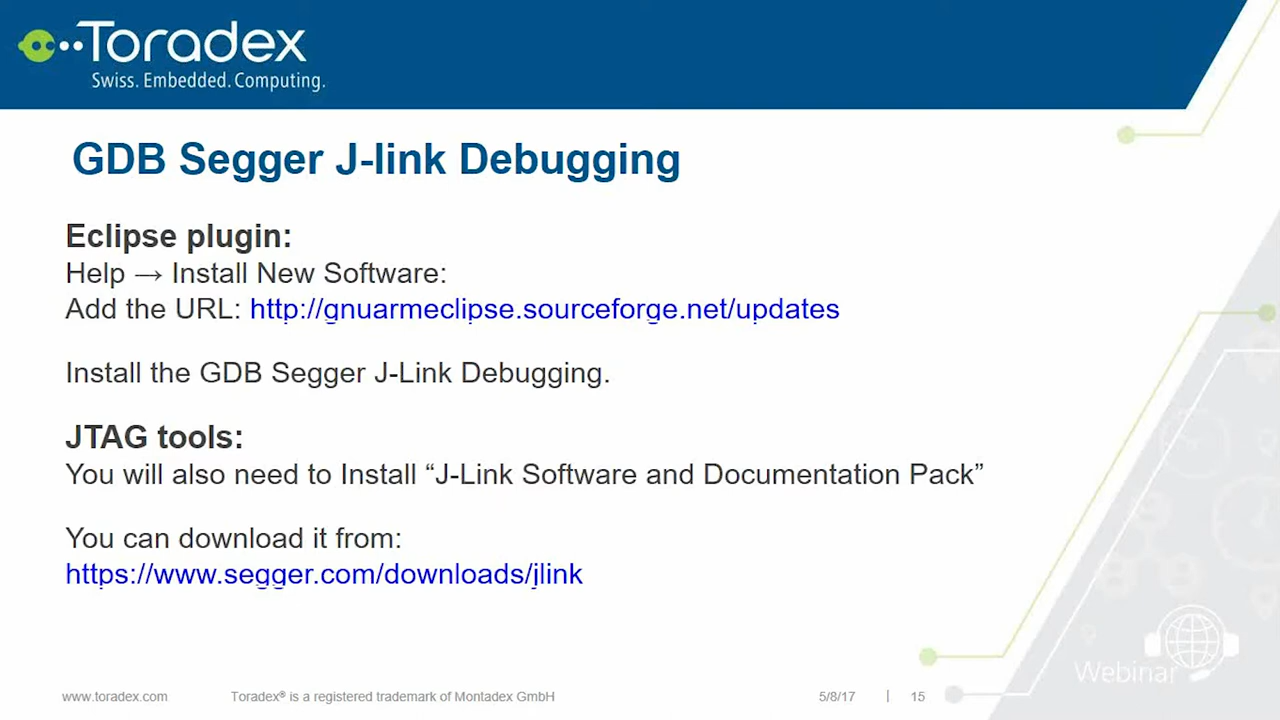 Toradex
Swiss. Embedded. Computing.
GDB Segger J-link Debugging
Eclipse plugin:
Help → Install New Software:
Add the URL: http://gnuarmeclipse.sourceforge.net/updates
Install the GDB Segger J-Link Debugging.
JTAG tools:
You will also need to Install “J-Link Software and Documentation Pack”
You can download it from:
https://www.segger.com/downloads/jlink
Webinar
www.toradex.com
Toradex® is a registered trademark of Montadex GmbH
5/8/17 | 15